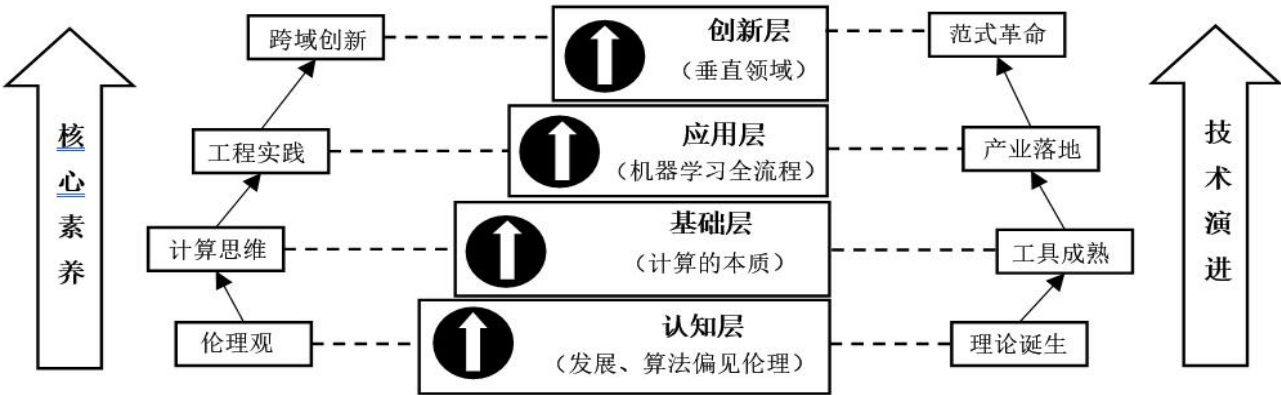 核心素养
跨域创新
创新层
（垂直领域）
范式革命
工程实践
应用层
（机器学习全流程）
产业落地
计算思维
基础层
（计算的本质）
工具成熟
伦理观
认知层
（发展、算法偏见伦理）
理论诞生
技术演进